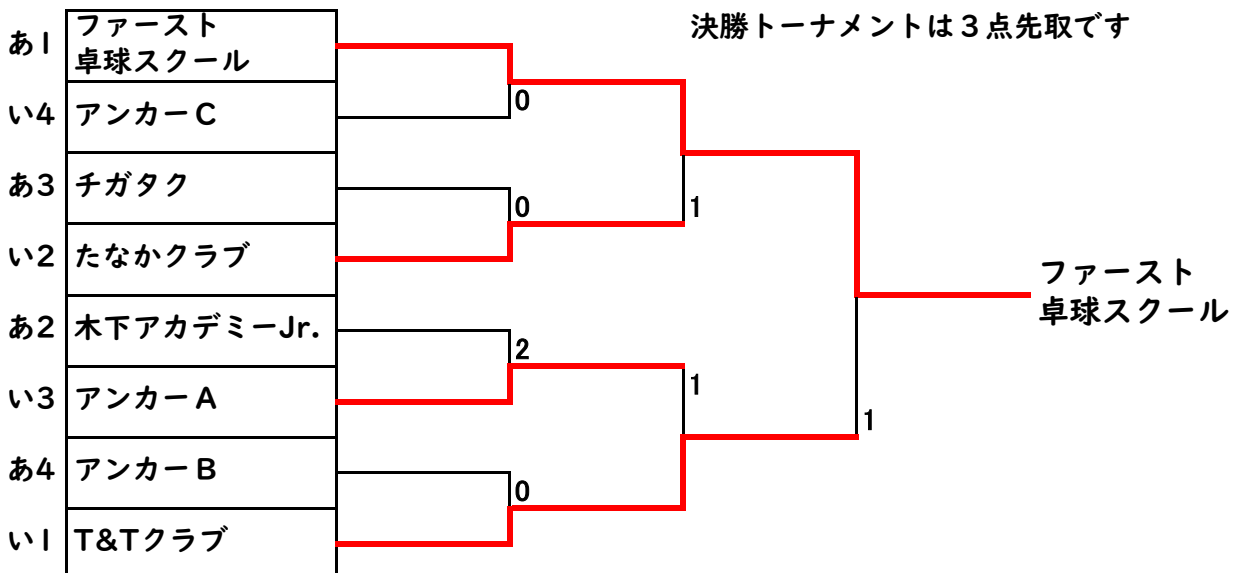 決勝トーナメントは３点先取です
あ1 ファースト
卓球スクール
0
い4 アンカーＣ
あ3 チガタク
0
1
い2 たなかクラブ
ファースト
卓球スクール
あ2 木下アカデミーJr.
2
い3 アンカーＡ
1
1
あ4 アンカーＢ
0
い1 T&Tクラブ